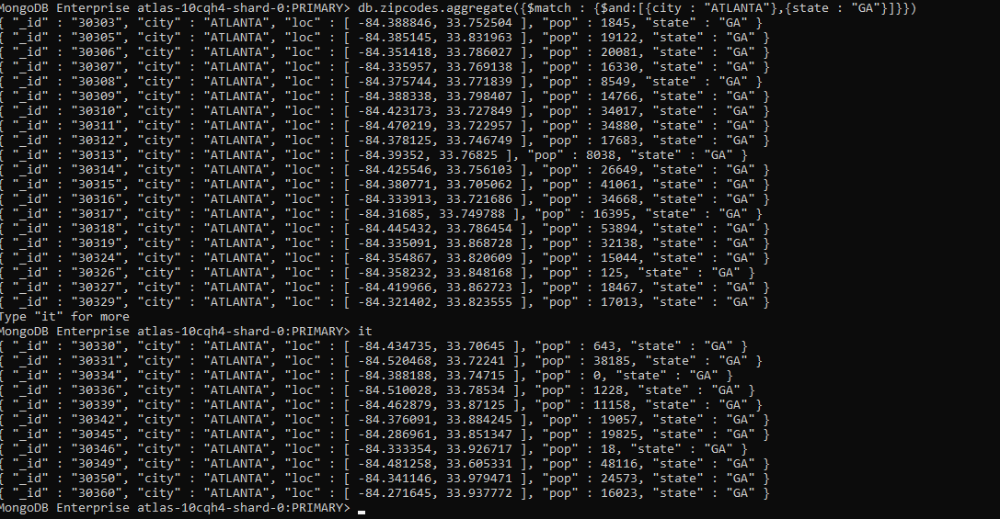 MongoDB Enterprise atlas-10cqh4-shard-0:PRIMARY> db.zipcodes.aggregate({$match : {$and:[{city : "ATLANTA"},{state : "GA"}]}})
{ "_id" : "30303", "city" : "ATLANTA", "loc" : [ -84.388846, 33.752504 ], "pop" : 1845, "state" : "GA" }
{ "_id" : "30305", "city" : "ATLANTA", "loc" : [ -84.385145, 33.831963 ], "pop" : 19122, "state" : "GA" }
{ "_id" : "30306", "city" : "ATLANTA", "loc" : [ -84.351418, 33.786027 ], "pop" : 20081, "state" : "GA" }
{ "_id" : "30307", "city" : "ATLANTA", "loc" : [ -84.335957, 33.769138 ], "pop" : 16330, "state" : "GA" }
{ "_id" : "30308", "city" : "ATLANTA", "loc" : [ -84.375744, 33.771839 ], "pop" : 8549, "state" : "GA" }
{ "_id" : "30309", "city" : "ATLANTA", "loc" : [ -84.388338, 33.798407 ], "pop" : 14766, "state" : "GA" }
{ "_id" : "30310", "city" : "ATLANTA", "loc" : [ -84.423173, 33.727849 ], "pop" : 34017, "state" : "GA" }
{ "_id" : "30311", "city" : "ATLANTA", "loc" : [ -84.470219, 33.722957 ], "pop" : 34880, "state" : "GA" }
{ "_id" : "30312", "city" : "ATLANTA", "loc" : [ -84.378125, 33.746749 ], "pop" : 17683, "state" : "GA" }
{ "_id" : "30313", "city" : "ATLANTA", "loc" : [ -84.39352, 33.76825 ], "pop" : 8038, "state" : "GA" }
{ "_id" : "30314", "city" : "ATLANTA", "loc" : [ -84.425546, 33.756103 ], "pop" : 26649, "state" : "GA" }
{ "_id" : "30315", "city" : "ATLANTA", "loc" : [ -84.380771, 33.705062 ], "pop" : 41061, "state" : "GA" }
{ "_id" : "30316", "city" : "ATLANTA", "loc" : [ -84.333913, 33.721686 ], "pop" : 34668, "state" : "GA" }
{ "_id" : "30317", "city" : "ATLANTA", "loc" : [ -84.31685, 33.749788 ], "pop" : 16395, "state" : "GA" }
{ "_id" : "30318", "city" : "ATLANTA", "loc" : [ -84.445432, 33.786454 ], "pop" : 53894, "state" : "GA" }
{ "_id" : "30319", "city" : "ATLANTA", "loc" : [ -84.335091, 33.868728 ], "pop" : 32138, "state" : "GA" }
{ "_id" : "30324", "city" : "ATLANTA", "loc" : [ -84.354867, 33.820609 ], "pop" : 15044, "state" : "GA" }
{ "_id" : "30326", "city" : "ATLANTA", "loc" : [ -84.358232, 33.848168 ], "pop" : 125, "state" : "GA" }
{ "_id" : "30327", "city" : "ATLANTA", "loc" : [ -84.419966, 33.862723 ], "pop" : 18467, "state" : "GA" }
{ "_id" : "30329", "city" : "ATLANTA", "loc" : [ -84.321402, 33.823555 ], "pop" : 17013, "state" : "GA" }
Type "it" for more
MongoDB Enterprise atlas-10cqh4-shard-0:PRIMARY> it
{ "_id" : "30330", "city" : "ATLANTA", "loc" : [ -84.434735, 33.70645 ], "pop" : 643, "state" : "GA" }
{ "_id" : "30331", "city" : "ATLANTA", "loc" : [ -84.520468, 33.72241 ], "pop" : 38185, "state" : "GA" }
{ "_id" : "30334", "city" : "ATLANTA", "loc" : [ -84.388188, 33.74715 ], "pop" : 0, "state" : "GA" }
{ "_id" : "30336", "city" : "ATLANTA", "loc" : [ -84.510028, 33.78534 ], "pop" : 1228, "state" : "GA" }
{ "_id" : "30339", "city" : "ATLANTA", "loc" : [ -84.462879, 33.87125 ], "pop" : 11158, "state" : "GA" }
{ "_id" : "30342", "city" : "ATLANTA", "loc" : [ -84.376091, 33.884245 ], "pop" : 19057, "state" : "GA" }
{ "_id" : "30345", "city" : "ATLANTA", "loc" : [ -84.286961, 33.851347 ], "pop" : 19825, "state" : "GA" }
{ "_id" : "30346", "city" : "ATLANTA", "loc" : [ -84.333354, 33.926717 ], "pop" : 18, "state" : "GA" }
{ "_id" : "30349", "city" : "ATLANTA", "loc" : [ -84.481258, 33.605331 ], "pop" : 48116, "state" : "GA" }
{ "_id" : "30350", "city" : "ATLANTA", "loc" : [ -84.341146, 33.979471 ], "pop" : 24573, "state" : "GA" }
{ "_id" : "30360", "city" : "ATLANTA", "loc" : [ -84.271645, 33.937772 ], "pop" : 16023, "state" : "GA" }
MongoDB Enterprise atlas-10cqh4-shard-0:PRIMARY>